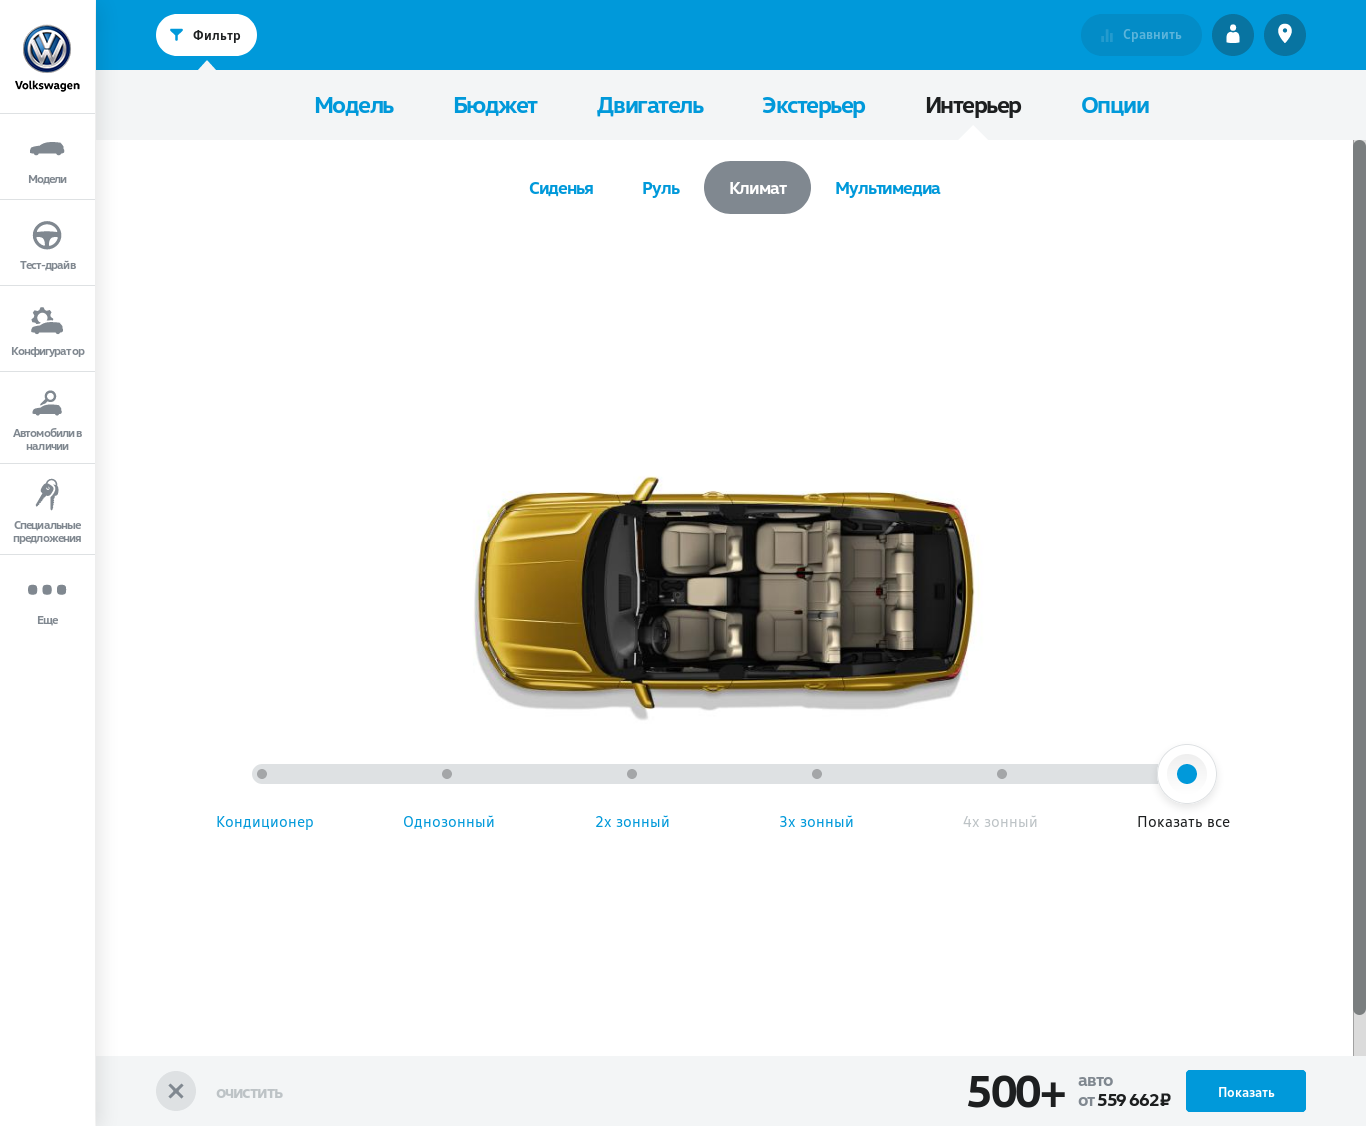 Фильтр
Сравнить
Volkswagen
Модель Бюджет Двигатель Экстерьер Интерьер Опции
Сиденья Руль Климат Мультимедиа
Модели
Тест-драйв
Конфигуратор
Автомобили в
наличии
Специальные
предложения
Еще
Кондиционер Однозонный 2х зонный 3х зонный 4х зонный Показать все
ОЧИСТИТЬ
500+
авто
от 559 662₽
Показать